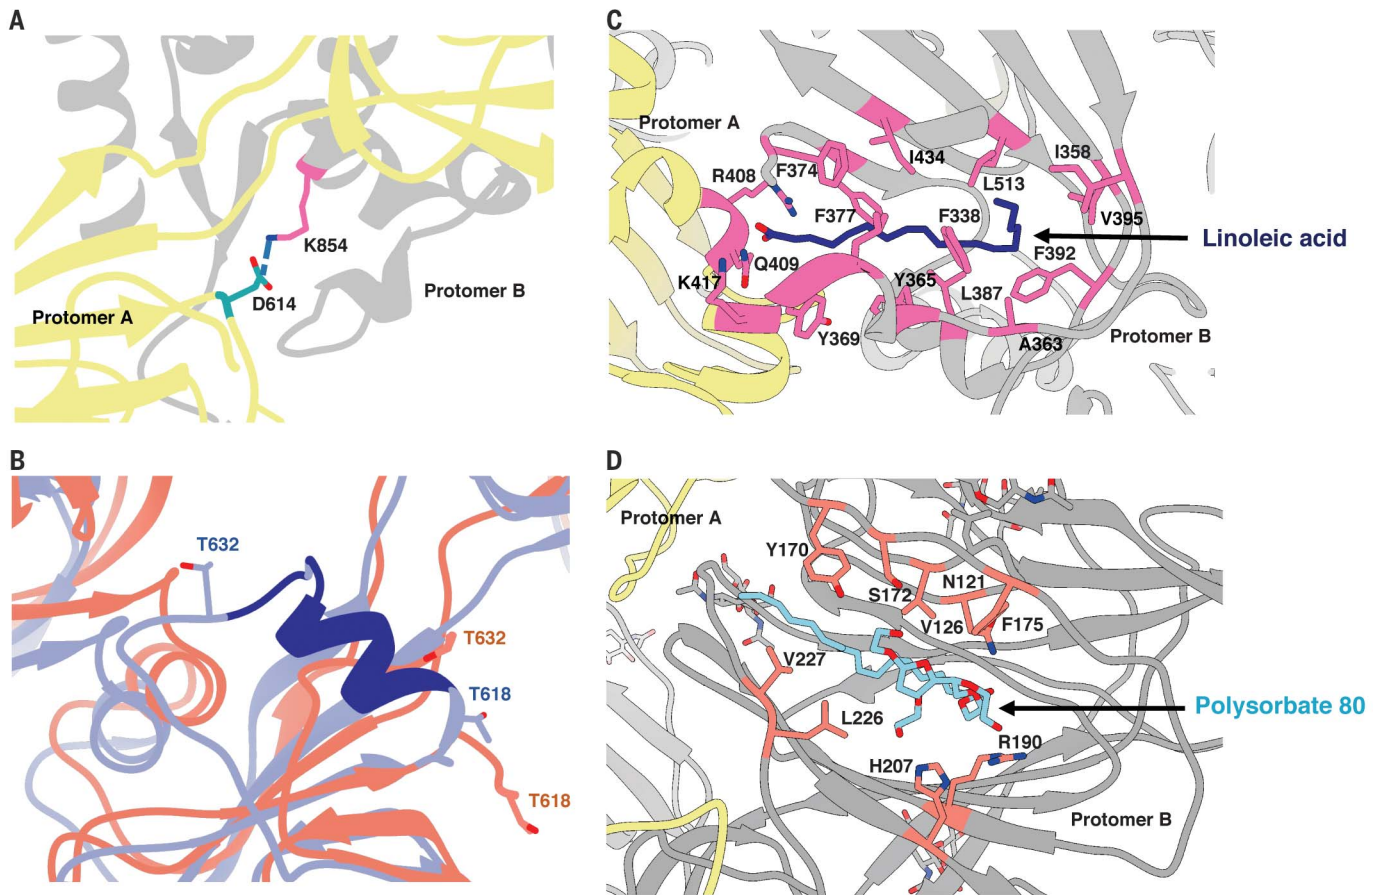 A
K854
D614
Protomer A
Protomer B
B
T632
T632
T618
T618
C
Protomer A
R408
F374
I434
I358
L513
F377
F338
V395
Linoleic acid
Q409
F392
K417
Y365
L387
Y369
A363
Protomer B
D
Protomer A
Y170
N121
S172
V126
F175
V227
L226
Polysorbate 80
R190
H207
Protomer B